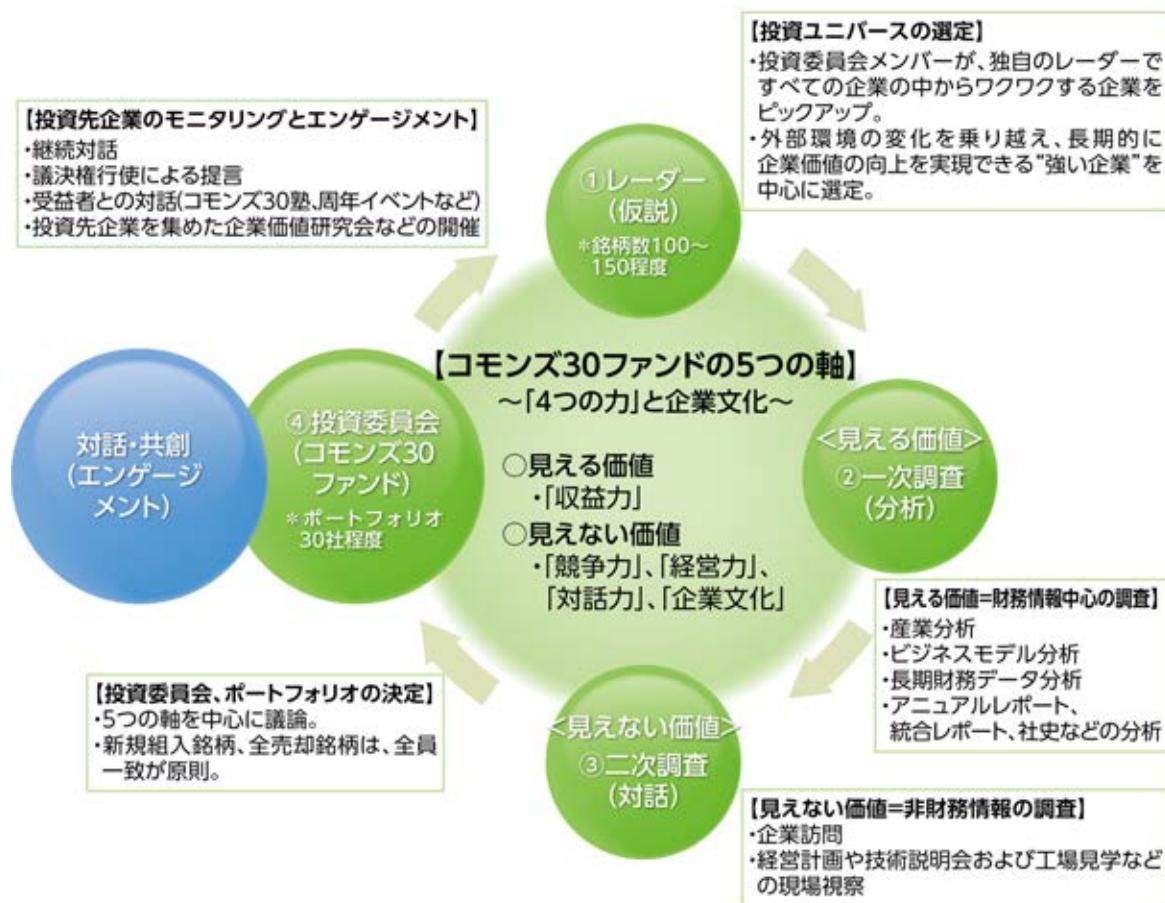 【投資ユニバースの選定】
・投資委員会メンバーが、独自のレーダーで
すべての企業の中からワクワクする企業を
ピックアップ。
・外部環境の変化を乗り越え、長期的に
企業価値の向上を実現できる"強い企業"を
中心に選定。
【投資先企業のモニタリングとエンゲージメント】
・継続対話
・議決権行使による提言
・受益者との対話(コモンズ30塾、周年イベントなど)
・投資先企業を集めた企業価値研究会などの開催
①レーダー
(仮説)
*銘柄数100～
150程度
【コモンズ30ファンドの5つの軸】
～「4つの力」と企業文化～
○見える価値
・「収益力」
○見えない価値
・「競争力」、「経営力」、
「対話力」、「企業文化」
対話・共創
(エンゲージ
メント)
④投資委員会
(コモンズ30
ファンド)
*ポートフォリオ
30社程度
<見える価値>
②一次調査
(分析)
【見える価値=財務情報中心の調査】
・産業分析
・ビジネスモデル分析
・長期財務データ分析
・アニュアルレポート、
統合レポート、社史などの分析
【投資委員会、ポートフォリオの決定】
・5つの軸を中心に議論。
・新規組入銘柄、全売却銘柄は、全員
一致が原則。
<見えない価値>
③二次調査
(対話)
【見えない価値=非財務情報の調査】
・企業訪問
・経営計画や技術説明会および工場見学など
の現場視察